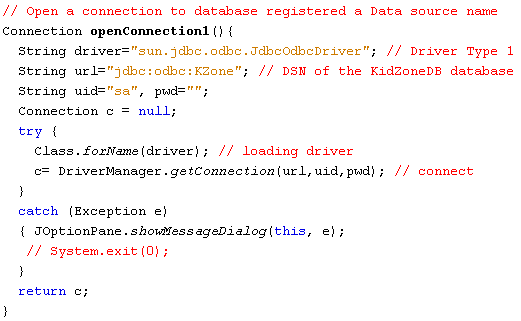 // Open a connection to database registered a Data source name
Connection openConnection1(){
  String driver="sun.jdbc.odbc.JdbcOdbcDriver"; // Driver Type 1
  String url="jdbc:odbc:KZone"; // DSN of the KidZoneDB database
  String uid="sa", pwd="";
  Connection c = null;
  try {
    Class.forName(driver); // loading driver
    c= DriverManager.getConnection(url,uid,pwd); // connect
  }
  catch (Exception e)
  { JOptionPane.showMessageDialog(this, e);
   // System.exit(0);
  }
  return c;
}